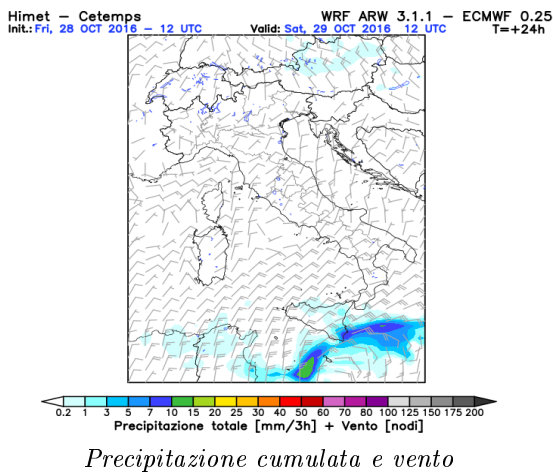 Himet – Cetemps WRF ARW 3.1.1 – ECMWF 0.25
Init.: Fri, 28 OCT 2016 – 12 UTC Valid: Sat, 29 OCT 2016 12 UTC T=+24h
0.2 1 3 5 7 10 15 20 25 30 40 50 60 70 80 100 125 150 175 200
Precipitazione totale [mm/3h] + Vento [nodi]
Precipitazione cumulata e vento